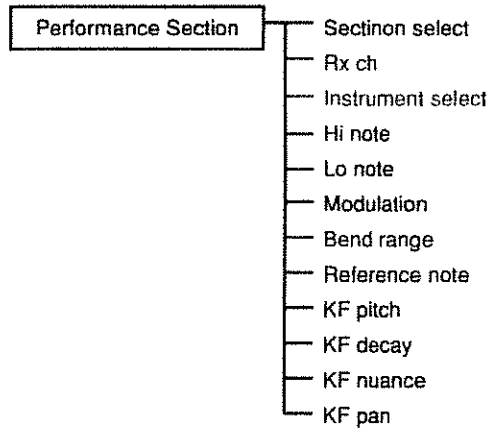 Performance Section
Sectinon select
Rx ch
Instrument select
Hi note
Lo note
Modulation
Bend range
Reference note
KF pitch
KF decay
KF nuance
KF pan